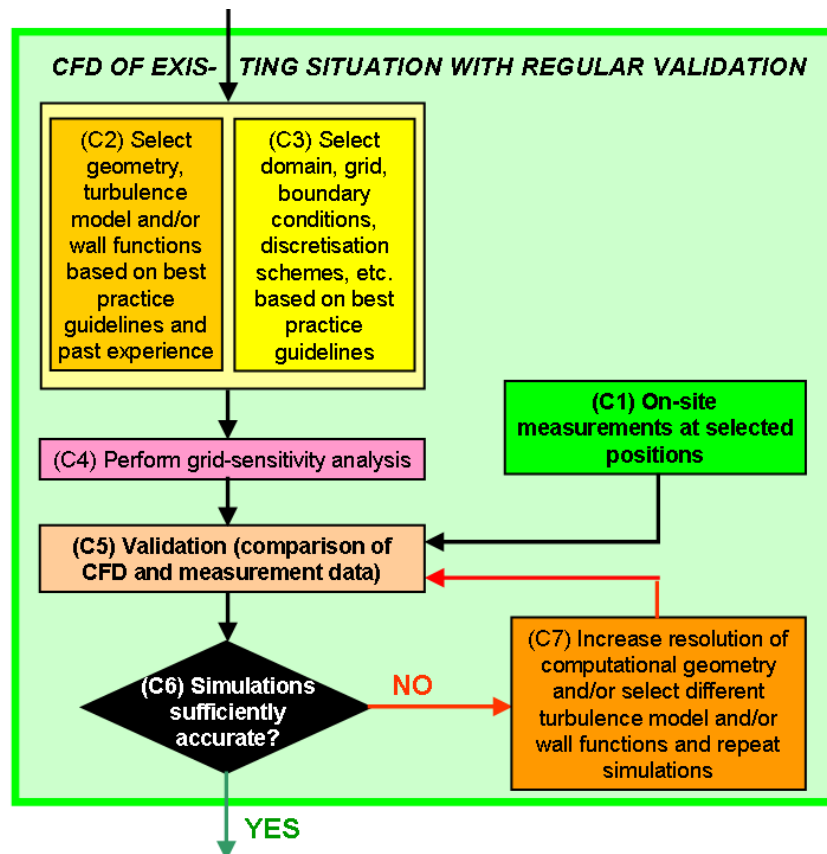 CFD OF EXIS- TING SITUATION WITH REGULAR VALIDATION
(C2) Select
geometry,
turbulence
model and/or
wall functions
based on best
practice
guidelines and
past experience
(C3) Select
domain, grid,
boundary
conditions,
discretisation
schemes, etc.
based on best
practice
guidelines
(C1) On-site
measurements at selected
positions
(C4) Perform grid-sensitivity analysis
(C5) Validation (comparison of
CFD and measurement data)
(C6) Simulations
sufficiently
accurate?
NO
(C7) Increase resolution of
computational geometry
and/or select different
turbulence model and/or
wall functions and repeat
simulations
YES